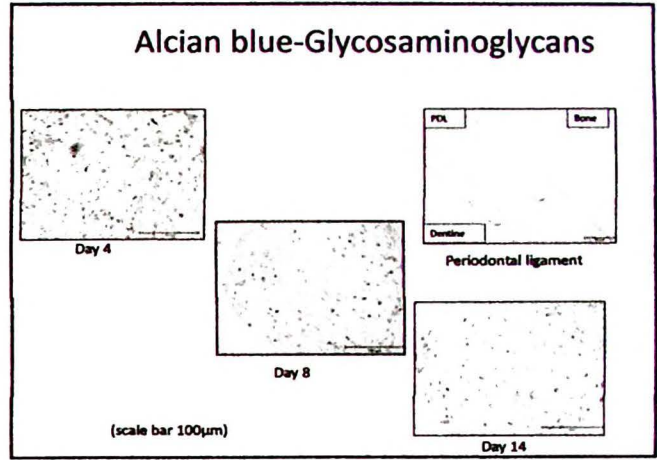 Alcian blue-Glycosaminoglycans
PDL
Bone
Dentine
Day 4
Periodontal ligament
Day 8
(scale bar 100µm)
Day 14